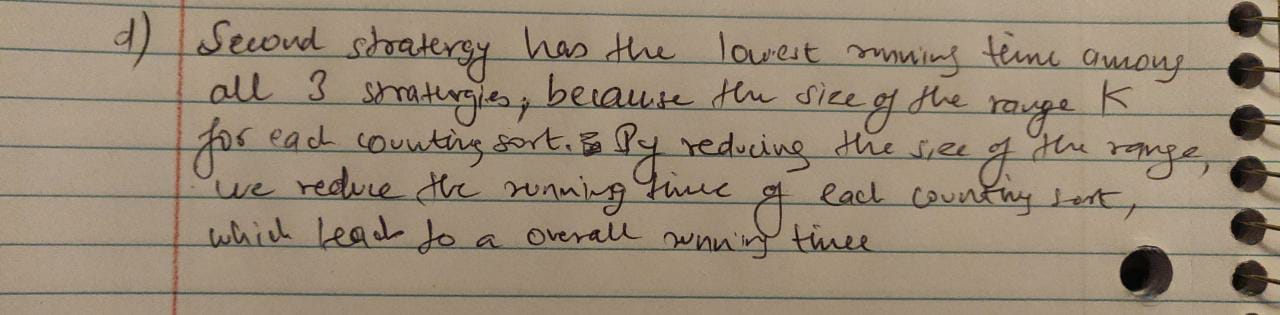 d) Second stratergy has the lowest running time among
all 3 straturgies, because the size of the range K
for each counting sort. By reducing the size of the range,
we reduce the running time of each counting sort,
which lead to a overall running time